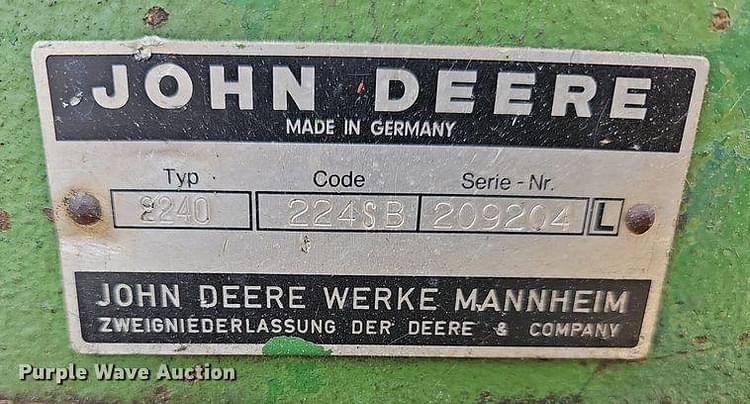 JOHN DEERE
MADE IN GERMANY
Typ Code Serie-Nr.
2240 224SB 209204 L
JOHN DEERE WERKE MANNHEIM
ZWEIGNIEDERLASSUNG DER DEERE & COMPANY
Purple Wave Auction